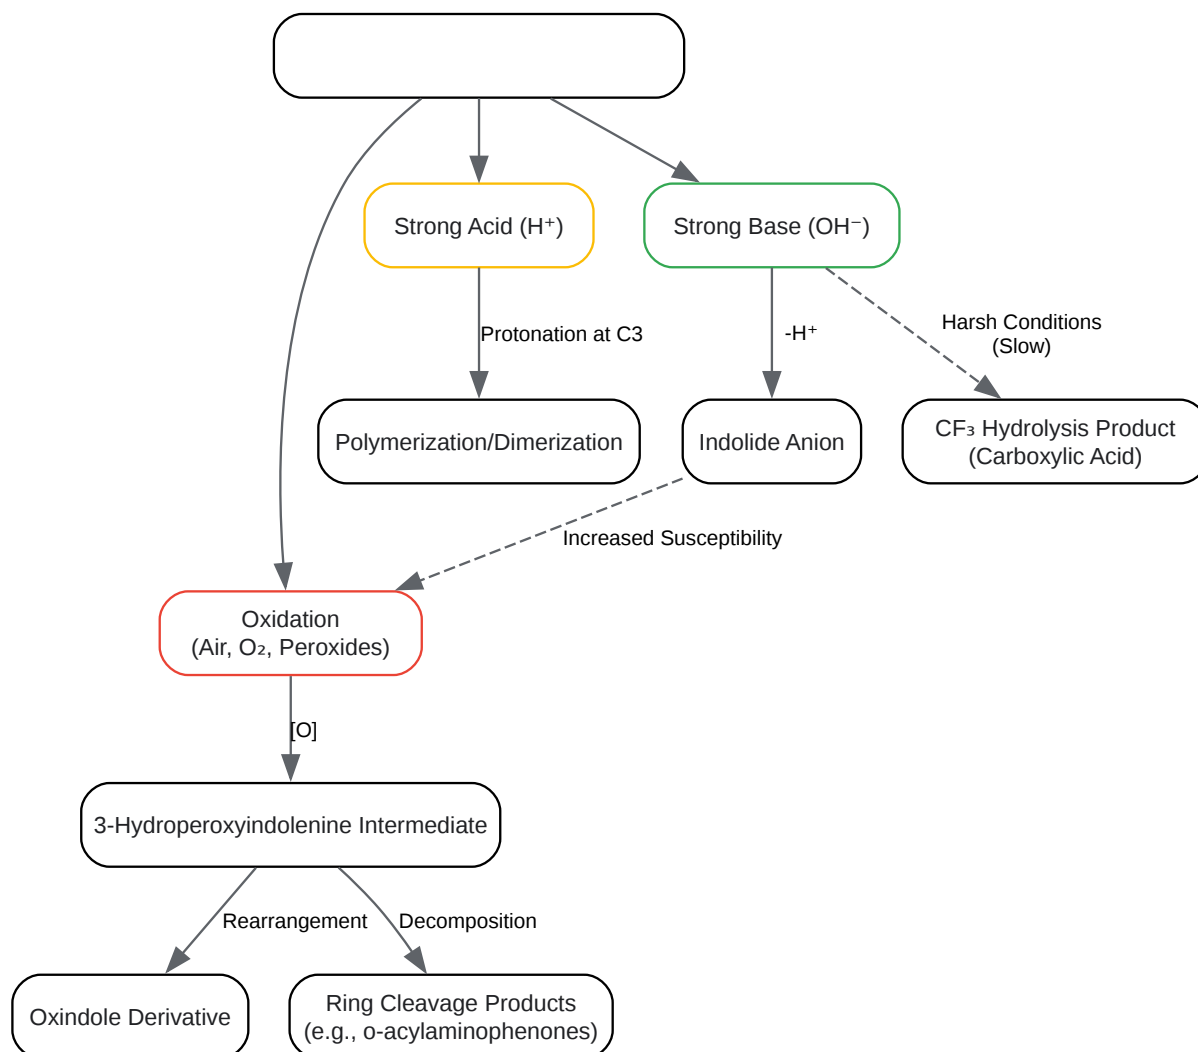 Strong Acid (H⁺)
Strong Base (OH⁻)
Protonation at C3
-H⁺
Harsh Conditions
(Slow)
Polymerization/Dimerization
Indolide Anion
CF₃ Hydrolysis Product
(Carboxylic Acid)
Increased Susceptibility
Oxidation
(Air, O₂, Peroxides)
[O]
3-Hydroperoxyindolenine Intermediate
Rearrangement
Decomposition
Oxindole Derivative
Ring Cleavage Products
(e.g., o-acylaminophenones)